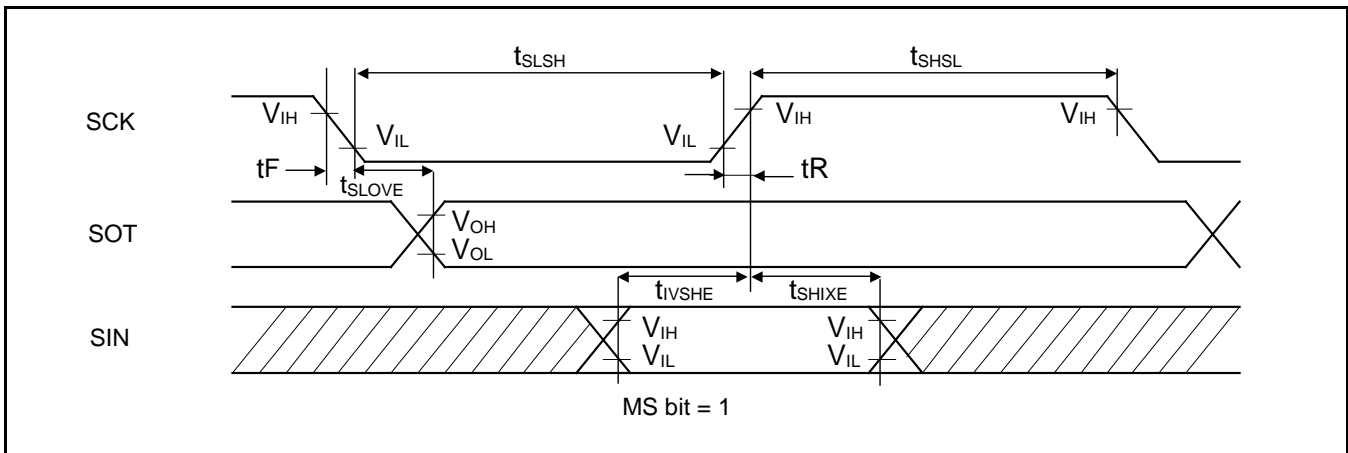 tSLSH
tSHSL
SCK
VIH
VIL
VIL
VIH
VIH
tF
tSLOVE
tR
SOT
VOH
VOL
tIVSHE
tSHIXE
SIN
VIH
VIH
VIL
VIL
MS bit = 1